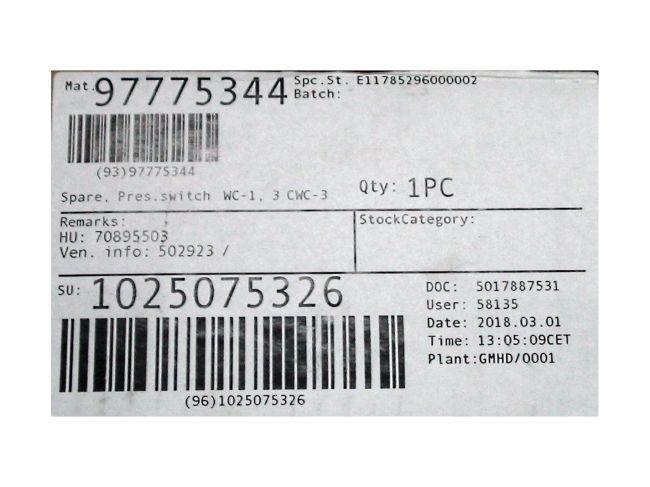 Mat. 97775344 Spc.St. E11785296000002
Batch:
(93)97775344
Spare, Pres.switch WC-1, 3 CWC-3 Qty: 1PC
Remarks: StockCategory:
HU: 70895503
Ven. info: 502923 /
SU: 1025075326
DOC: 5017887531
User: 58135
Date: 2018.03.01
Time: 13:05:09CET
Plant:GMHD/0001
(96)1025075326